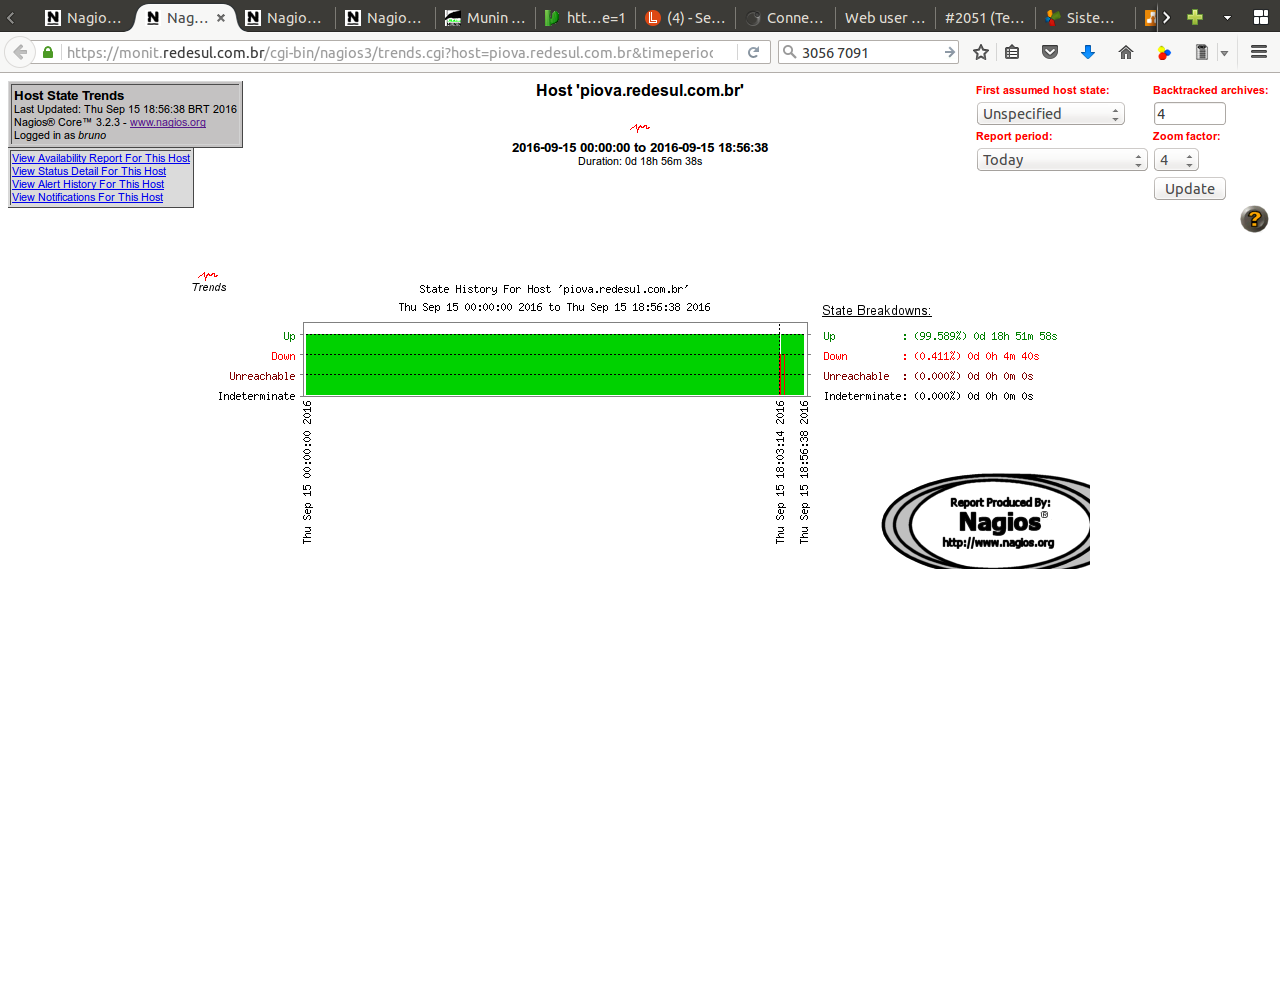 Nagio...
Nag...
Nagio...
Nagio...
Munin ...
htt...e=1
(4) - Se...
Conne...
Web user ...
#2051 (Te...
Siste...
https://monit.redesul.com.br/cgi-bin/nagios3/trends.cgi?host=piova.redesul.com.br&timeperioc
3056 7091
Host State Trends
Last Updated: Thu Sep 15 18:56:38 BRT 2016
Nagios® Core™ 3.2.3 - www.nagios.org
Logged in as bruno
View Availability Report For This Host
View Status Detail For This Host
View Alert History For This Host
View Notifications For This Host
Host 'piova.redesul.com.br'
2016-09-15 00:00:00 to 2016-09-15 18:56:38
Duration: 0d 18h 56m 38s
First assumed host state:
Unspecified
Backtracked archives:
4
Report period:
Today
Zoom factor:
4
Update
?
Trends
State History For Host 'piova.redesul.com.br'
Thu Sep 15 00:00:00 2016 to Thu Sep 15 18:56:38 2016
Up
Down
Unreachable
Indeterminate
Thu Sep 15 00:00:00 2016
Thu Sep 15 18:03:14 2016
Thu Sep 15 18:56:38 2016
State Breakdowns:
Up : (99.589%) 0d 18h 51m 58s
Down : (0.411%) 0d 0h 4m 40s
Unreachable : (0.000%) 0d 0h 0m 0s
Indeterminate: (0.000%) 0d 0h 0m 0s
Report Produced By:
Nagios®
http://www.nagios.org